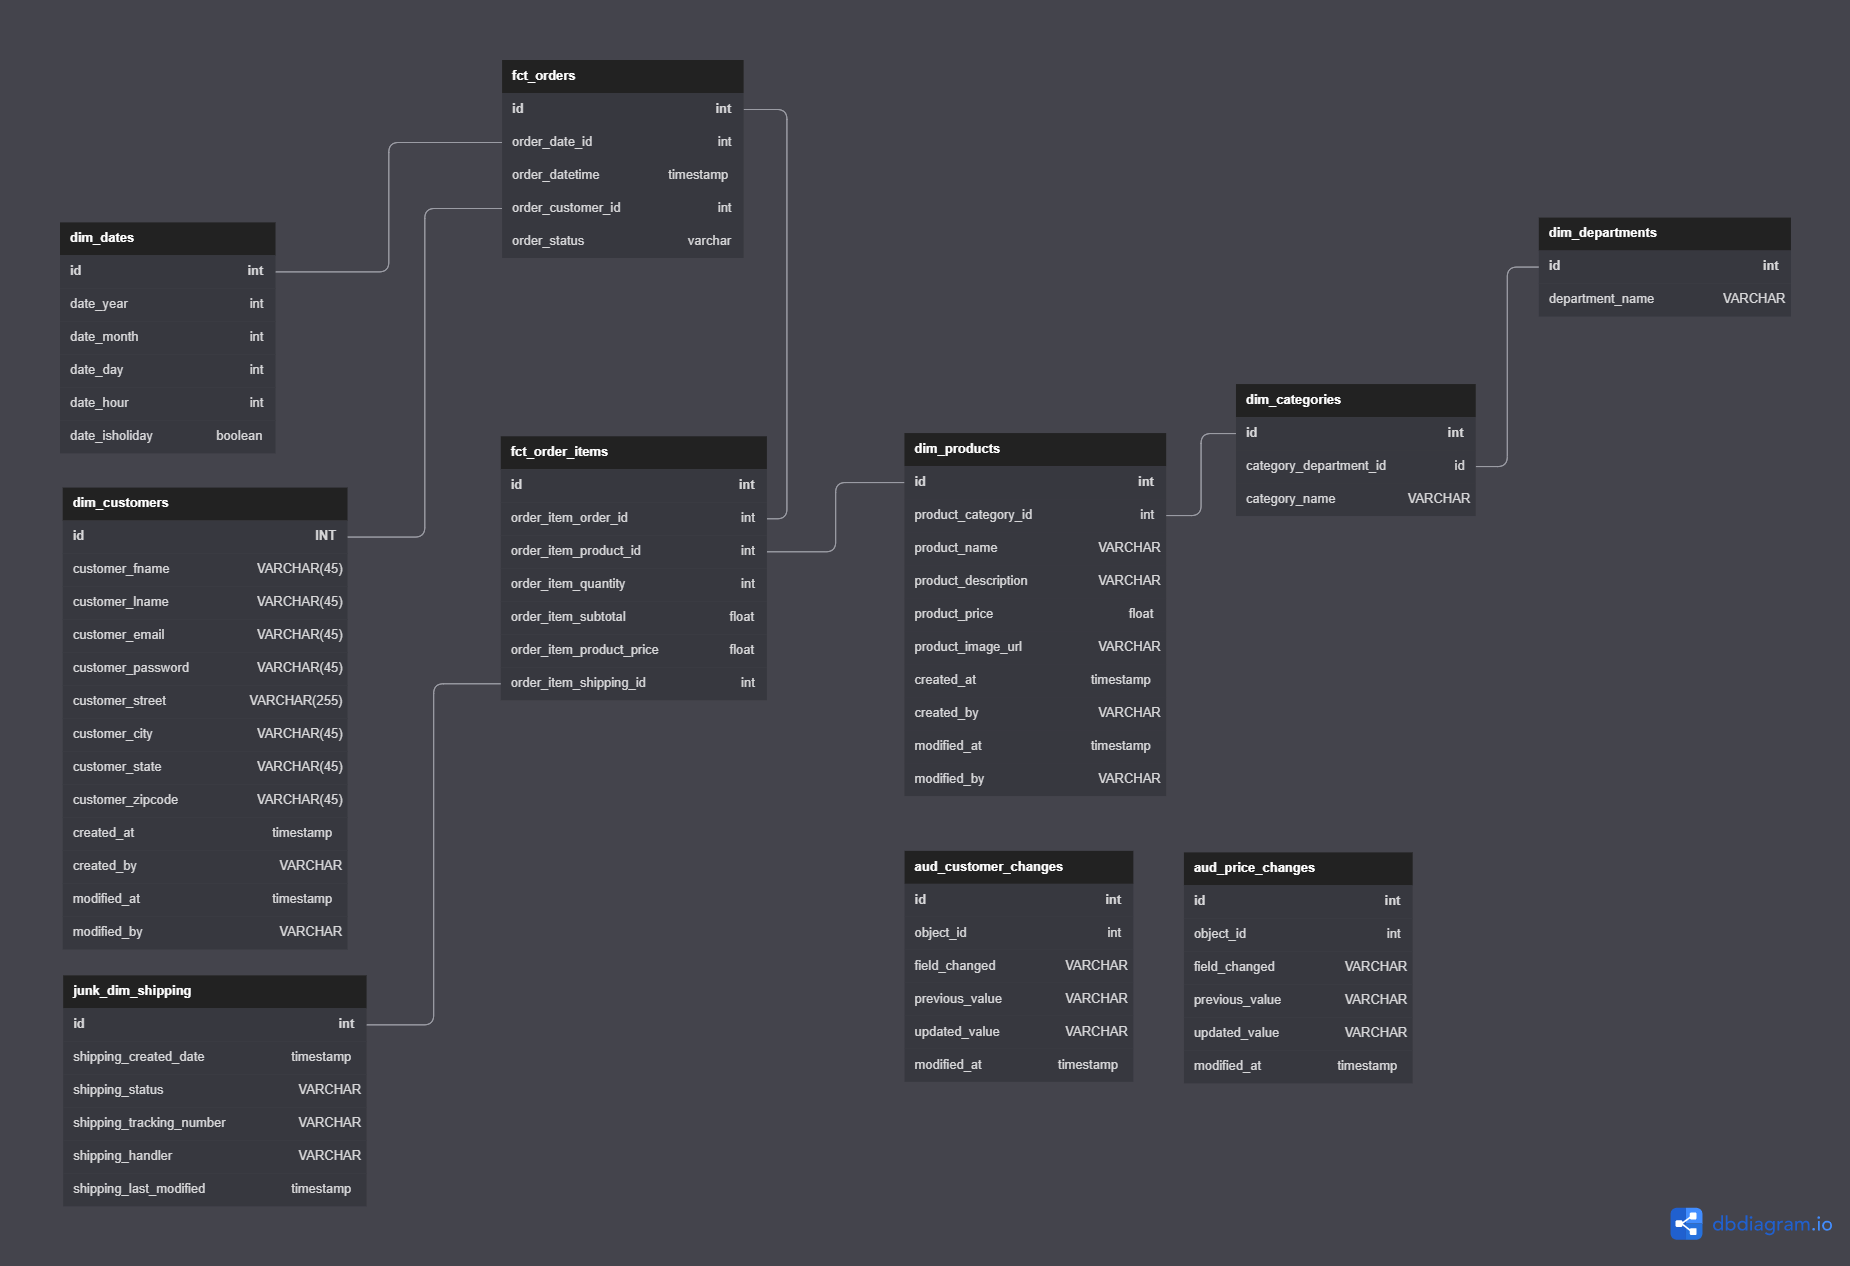 fct_orders
id int
order_date_id int
order_datetime timestamp
order_customer_id int
order_status varchar
dim_dates
id int
date_year int
date_month int
date_day int
date_hour int
date_isholiday boolean
dim_departments
id int
department_name VARCHAR
dim_categories
id int
category_department_id id
category_name VARCHAR
fct_order_items
id int
order_item_order_id int
order_item_product_id int
order_item_quantity int
order_item_subtotal float
order_item_product_price float
order_item_shipping_id int
dim_products
id int
product_category_id int
product_name VARCHAR
product_description VARCHAR
product_price float
product_image_url VARCHAR
created_at timestamp
created_by VARCHAR
modified_at timestamp
modified_by VARCHAR
dim_customers
id INT
customer_fname VARCHAR(45)
customer_lname VARCHAR(45)
customer_email VARCHAR(45)
customer_password VARCHAR(45)
customer_street VARCHAR(255)
customer_city VARCHAR(45)
customer_state VARCHAR(45)
customer_zipcode VARCHAR(45)
created_at timestamp
created_by VARCHAR
modified_at timestamp
modified_by VARCHAR
aud_customer_changes
id int
object_id int
field_changed VARCHAR
previous_value VARCHAR
updated_value VARCHAR
modified_at timestamp
aud_price_changes
id int
object_id int
field_changed VARCHAR
previous_value VARCHAR
updated_value VARCHAR
modified_at timestamp
junk_dim_shipping
id int
shipping_created_date timestamp
shipping_status VARCHAR
shipping_tracking_number VARCHAR
shipping_handler VARCHAR
shipping_last_modified timestamp
dbdiagram.io